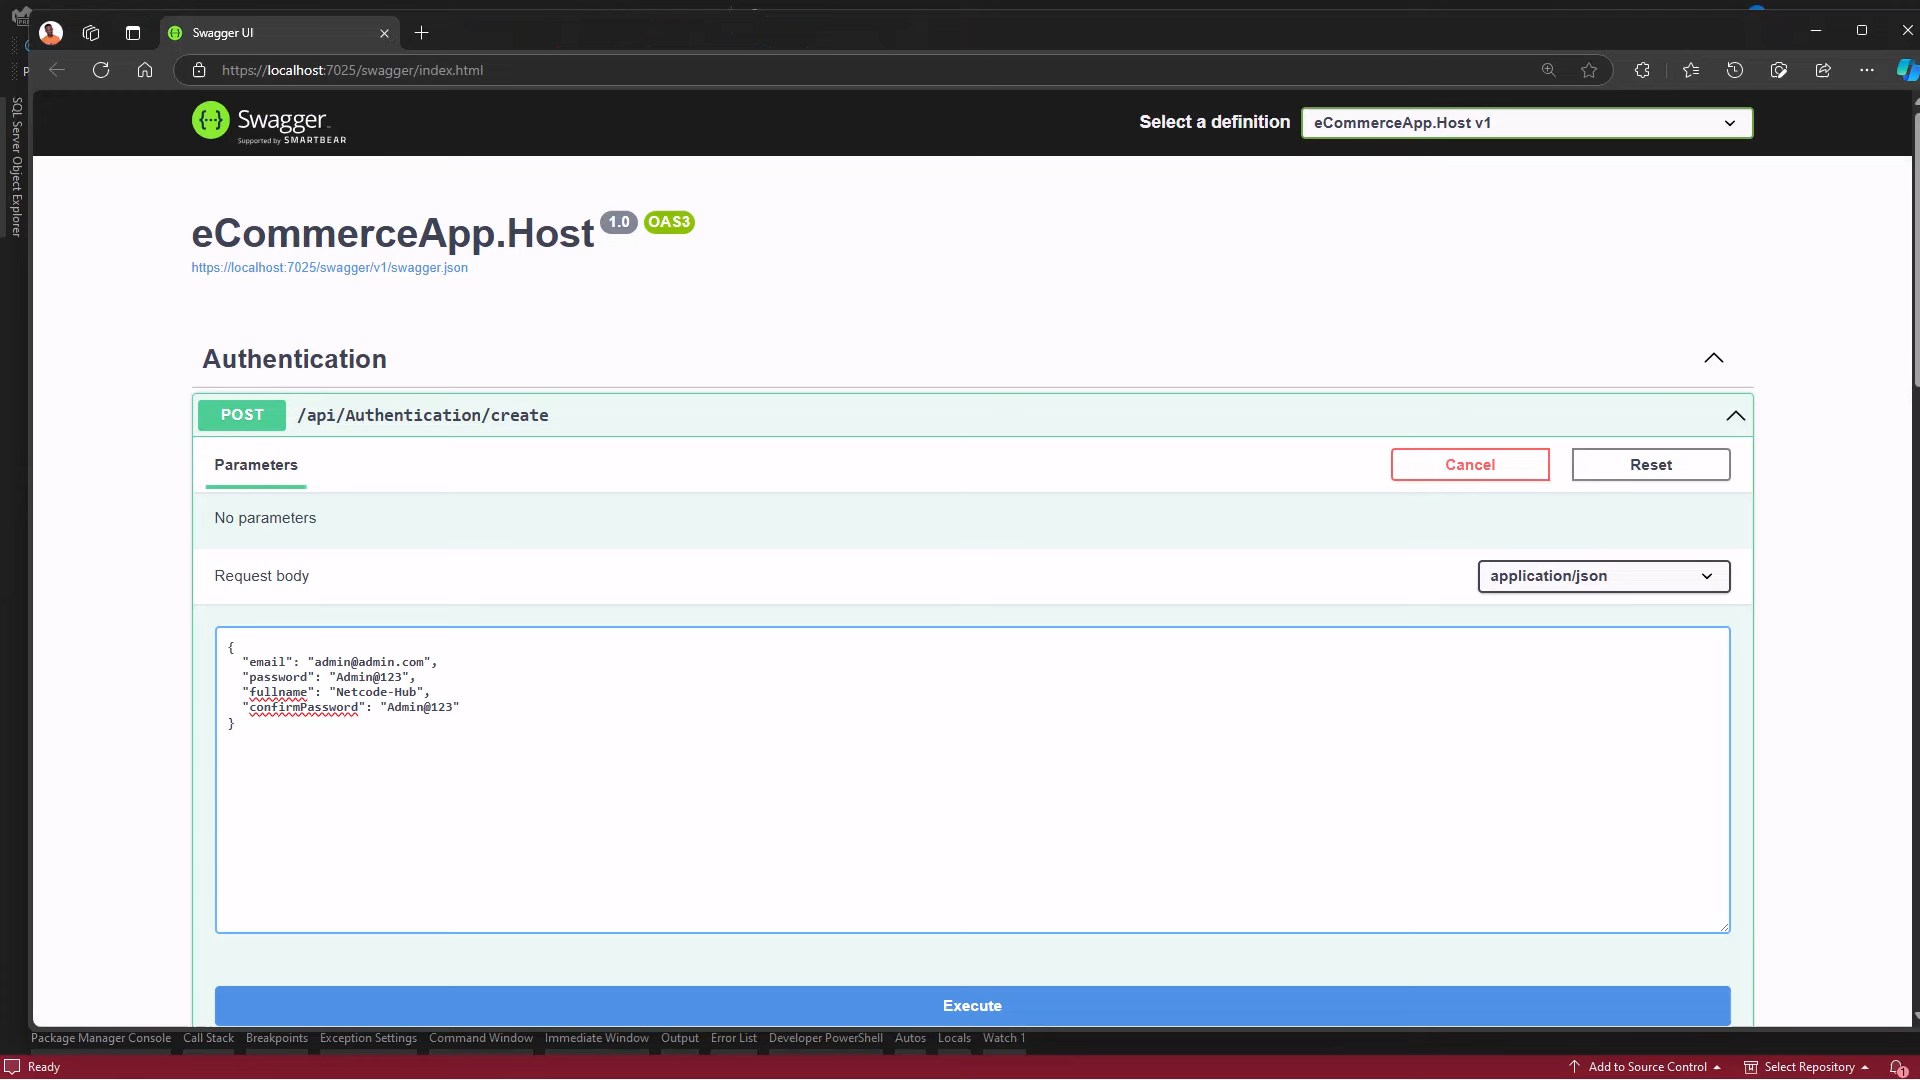 Swagger UI
https://localhost:7025/swagger/index.html
SQL Server Object Explorer
Swagger
Supported by SMARTBEAR
Select a definition
eCommerceApp.Host v1
eCommerceApp.Host 1.0 OAS3
https://localhost:7025/swagger/v1/swagger.json
Authentication
POST /api/Authentication/create
Parameters
Cancel
Reset
No parameters
Request body
application/json
{
"email": "admin@admin.com",
"password": "Admin@123",
"fullname": "Netcode-Hub",
"confirmPassword": "Admin@123"
}
Execute
Package Manager Console Call Stack Breakpoints Exception Settings Command Window Immediate Window Output Error List Developer PowerShell Autos Locals Watch 1
Ready
Add to Source Control
Select Repository
1